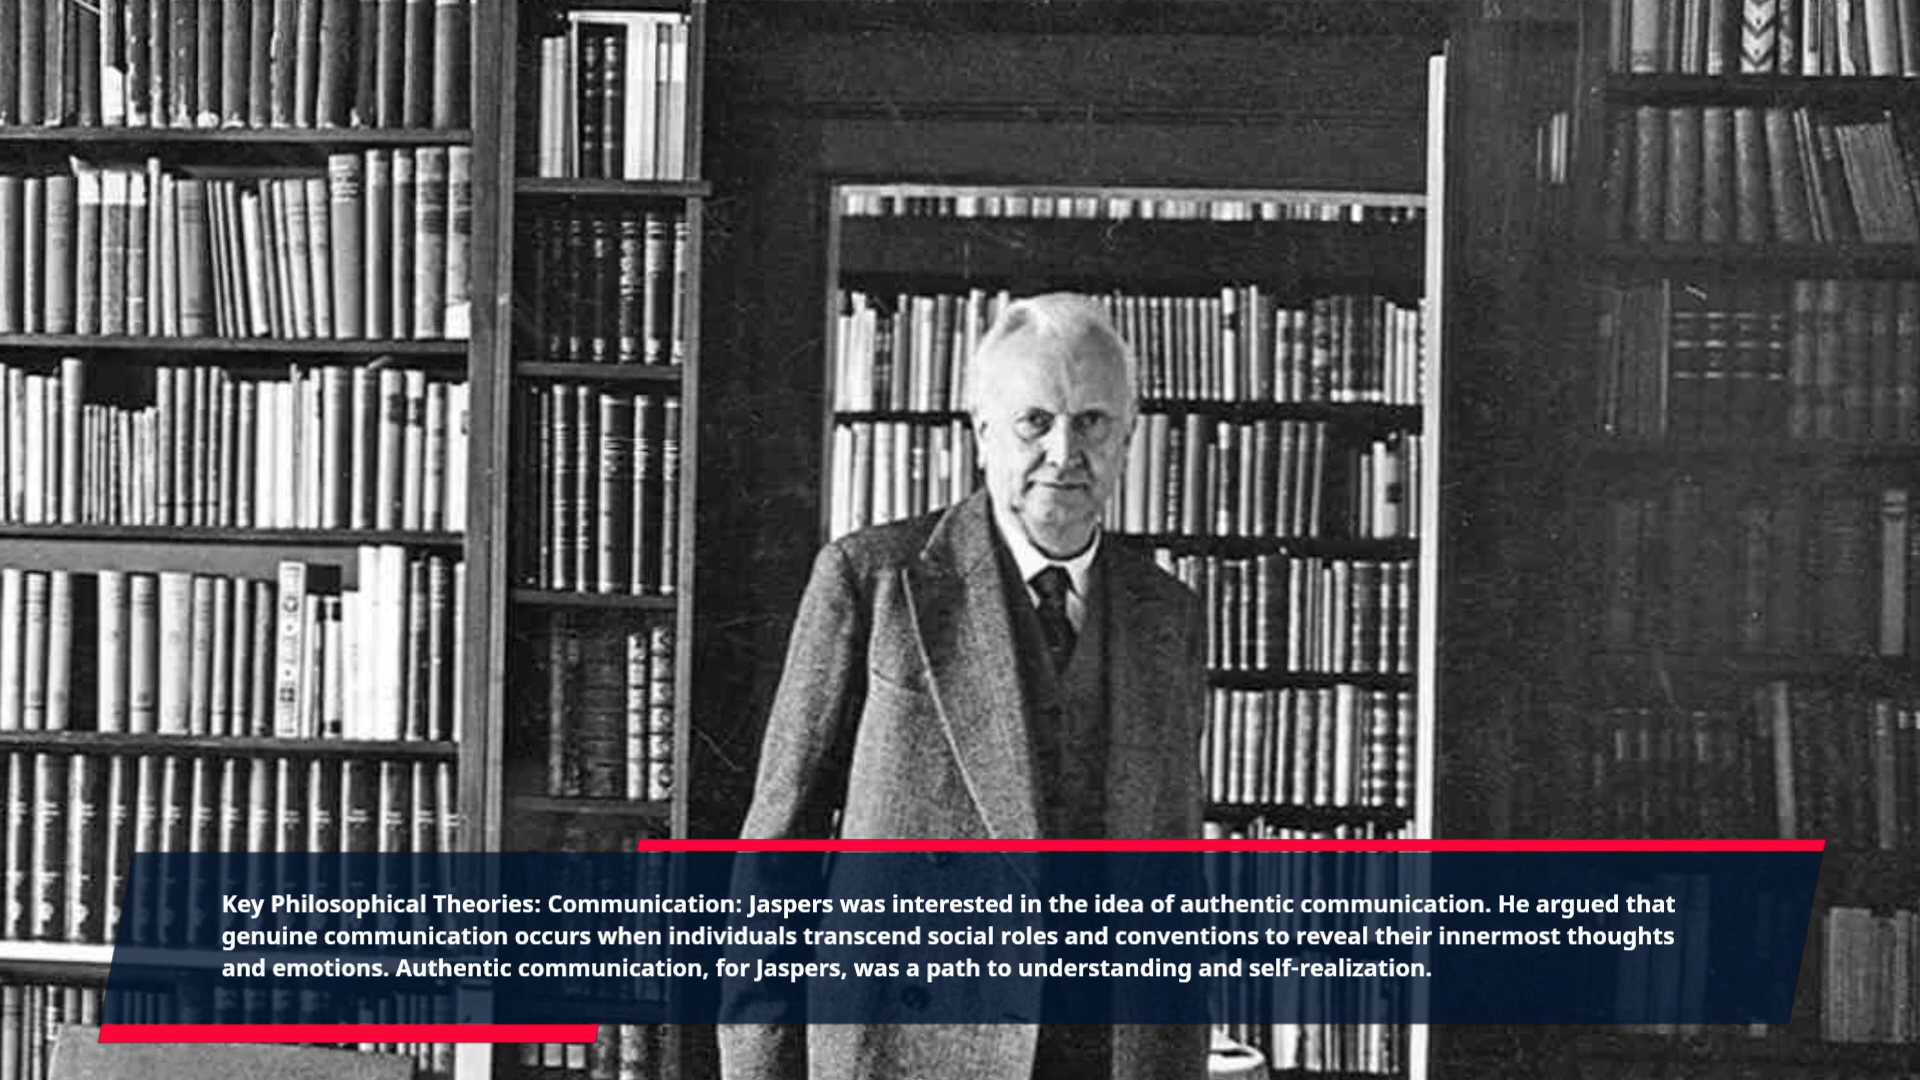 Key Philosophical Theories: Communication: Jaspers was interested in the idea of authentic communication. He argued that
genuine communication occurs when individuals transcend social roles and conventions to reveal their innermost thoughts
and emotions. Authentic communication, for Jaspers, was a path to understanding and self-realization.